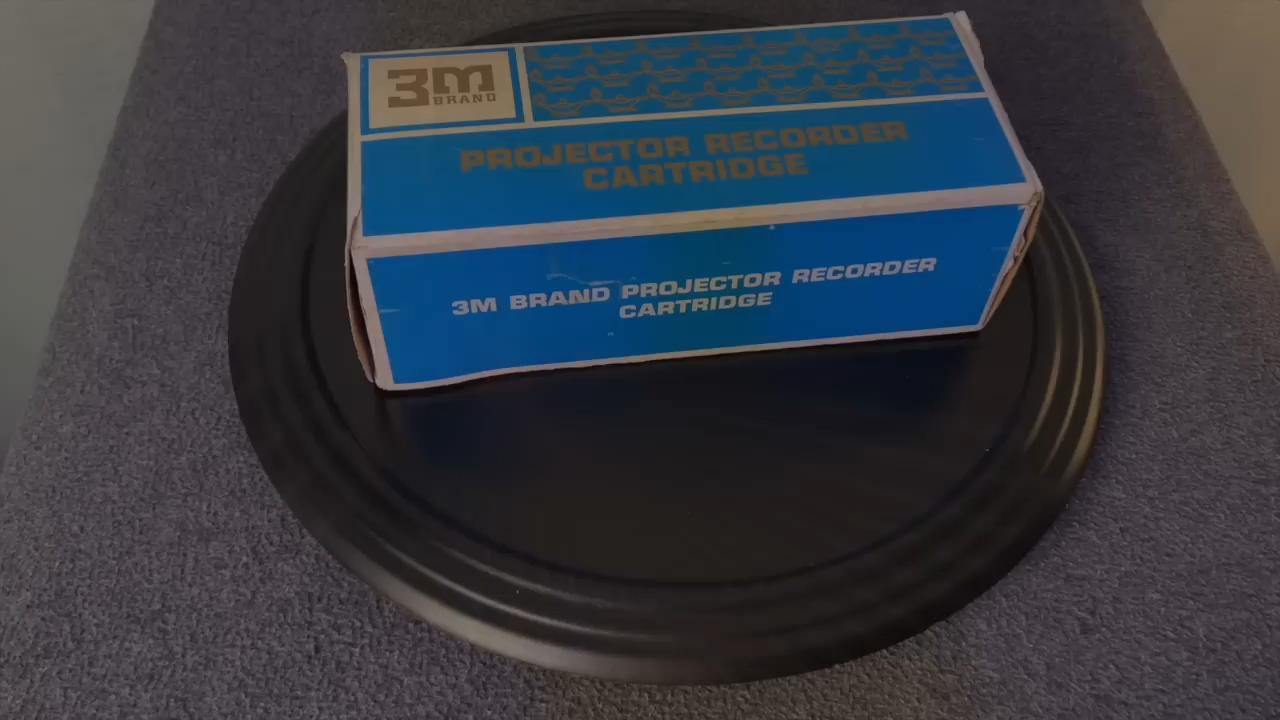 3M
BRAND
PROJECTOR RECORDER
CARTRIDGE
3M BRAND PROJECTOR RECORDER
CARTRIDGE